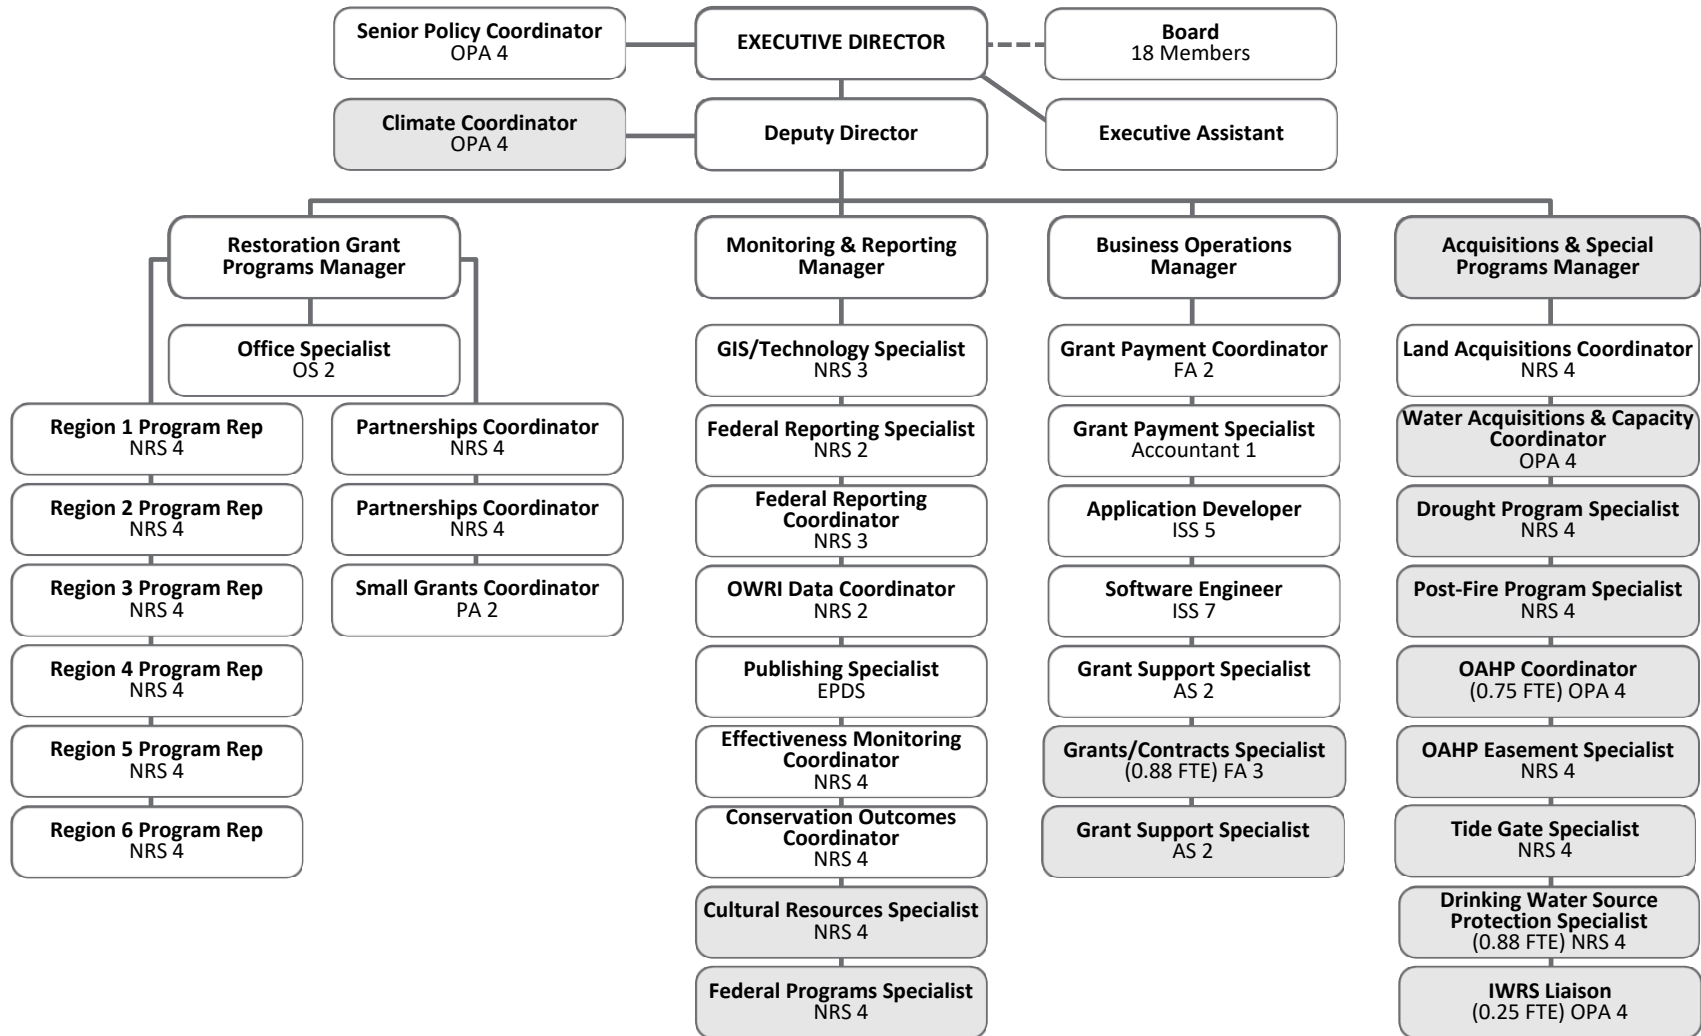 Senior Policy Coordinator
OPA 4
EXECUTIVE DIRECTOR
Board
18 Members
Climate Coordinator
OPA 4
Deputy Director
Executive Assistant
Restoration Grant
Programs Manager
Office Specialist
OS 2
Region 1 Program Rep
NRS 4
Region 2 Program Rep
NRS 4
Region 3 Program Rep
NRS 4
Region 4 Program Rep
NRS 4
Region 5 Program Rep
NRS 4
Region 6 Program Rep
NRS 4
Partnerships Coordinator
NRS 4
Partnerships Coordinator
NRS 4
Small Grants Coordinator
PA 2
Monitoring & Reporting
Manager
GIS/Technology Specialist
NRS 3
Federal Reporting Specialist
NRS 2
Federal Reporting
Coordinator
NRS 3
OWRI Data Coordinator
NRS 2
Publishing Specialist
EPDS
Effectiveness Monitoring
Coordinator
NRS 4
Conservation Outcomes
Coordinator
NRS 4
Cultural Resources Specialist
NRS 4
Federal Programs Specialist
NRS 4
Business Operations
Manager
Grant Payment Coordinator
FA 2
Grant Payment Specialist
Accountant 1
Application Developer
ISS 5
Software Engineer
ISS 7
Grant Support Specialist
AS 2
Grants/Contracts Specialist
(0.88 FTE) FA 3
Grant Support Specialist
AS 2
Acquisitions & Special
Programs Manager
Land Acquisitions Coordinator
NRS 4
Water Acquisitions & Capacity
Coordinator
OPA 4
Drought Program Specialist
NRS 4
Post-Fire Program Specialist
NRS 4
OAHP Coordinator
(0.75 FTE) OPA 4
OAHP Easement Specialist
NRS 4
Tide Gate Specialist
NRS 4
Drinking Water Source
Protection Specialist
(0.88 FTE) NRS 4
IWRS Liaison
(0.25 FTE) OPA 4